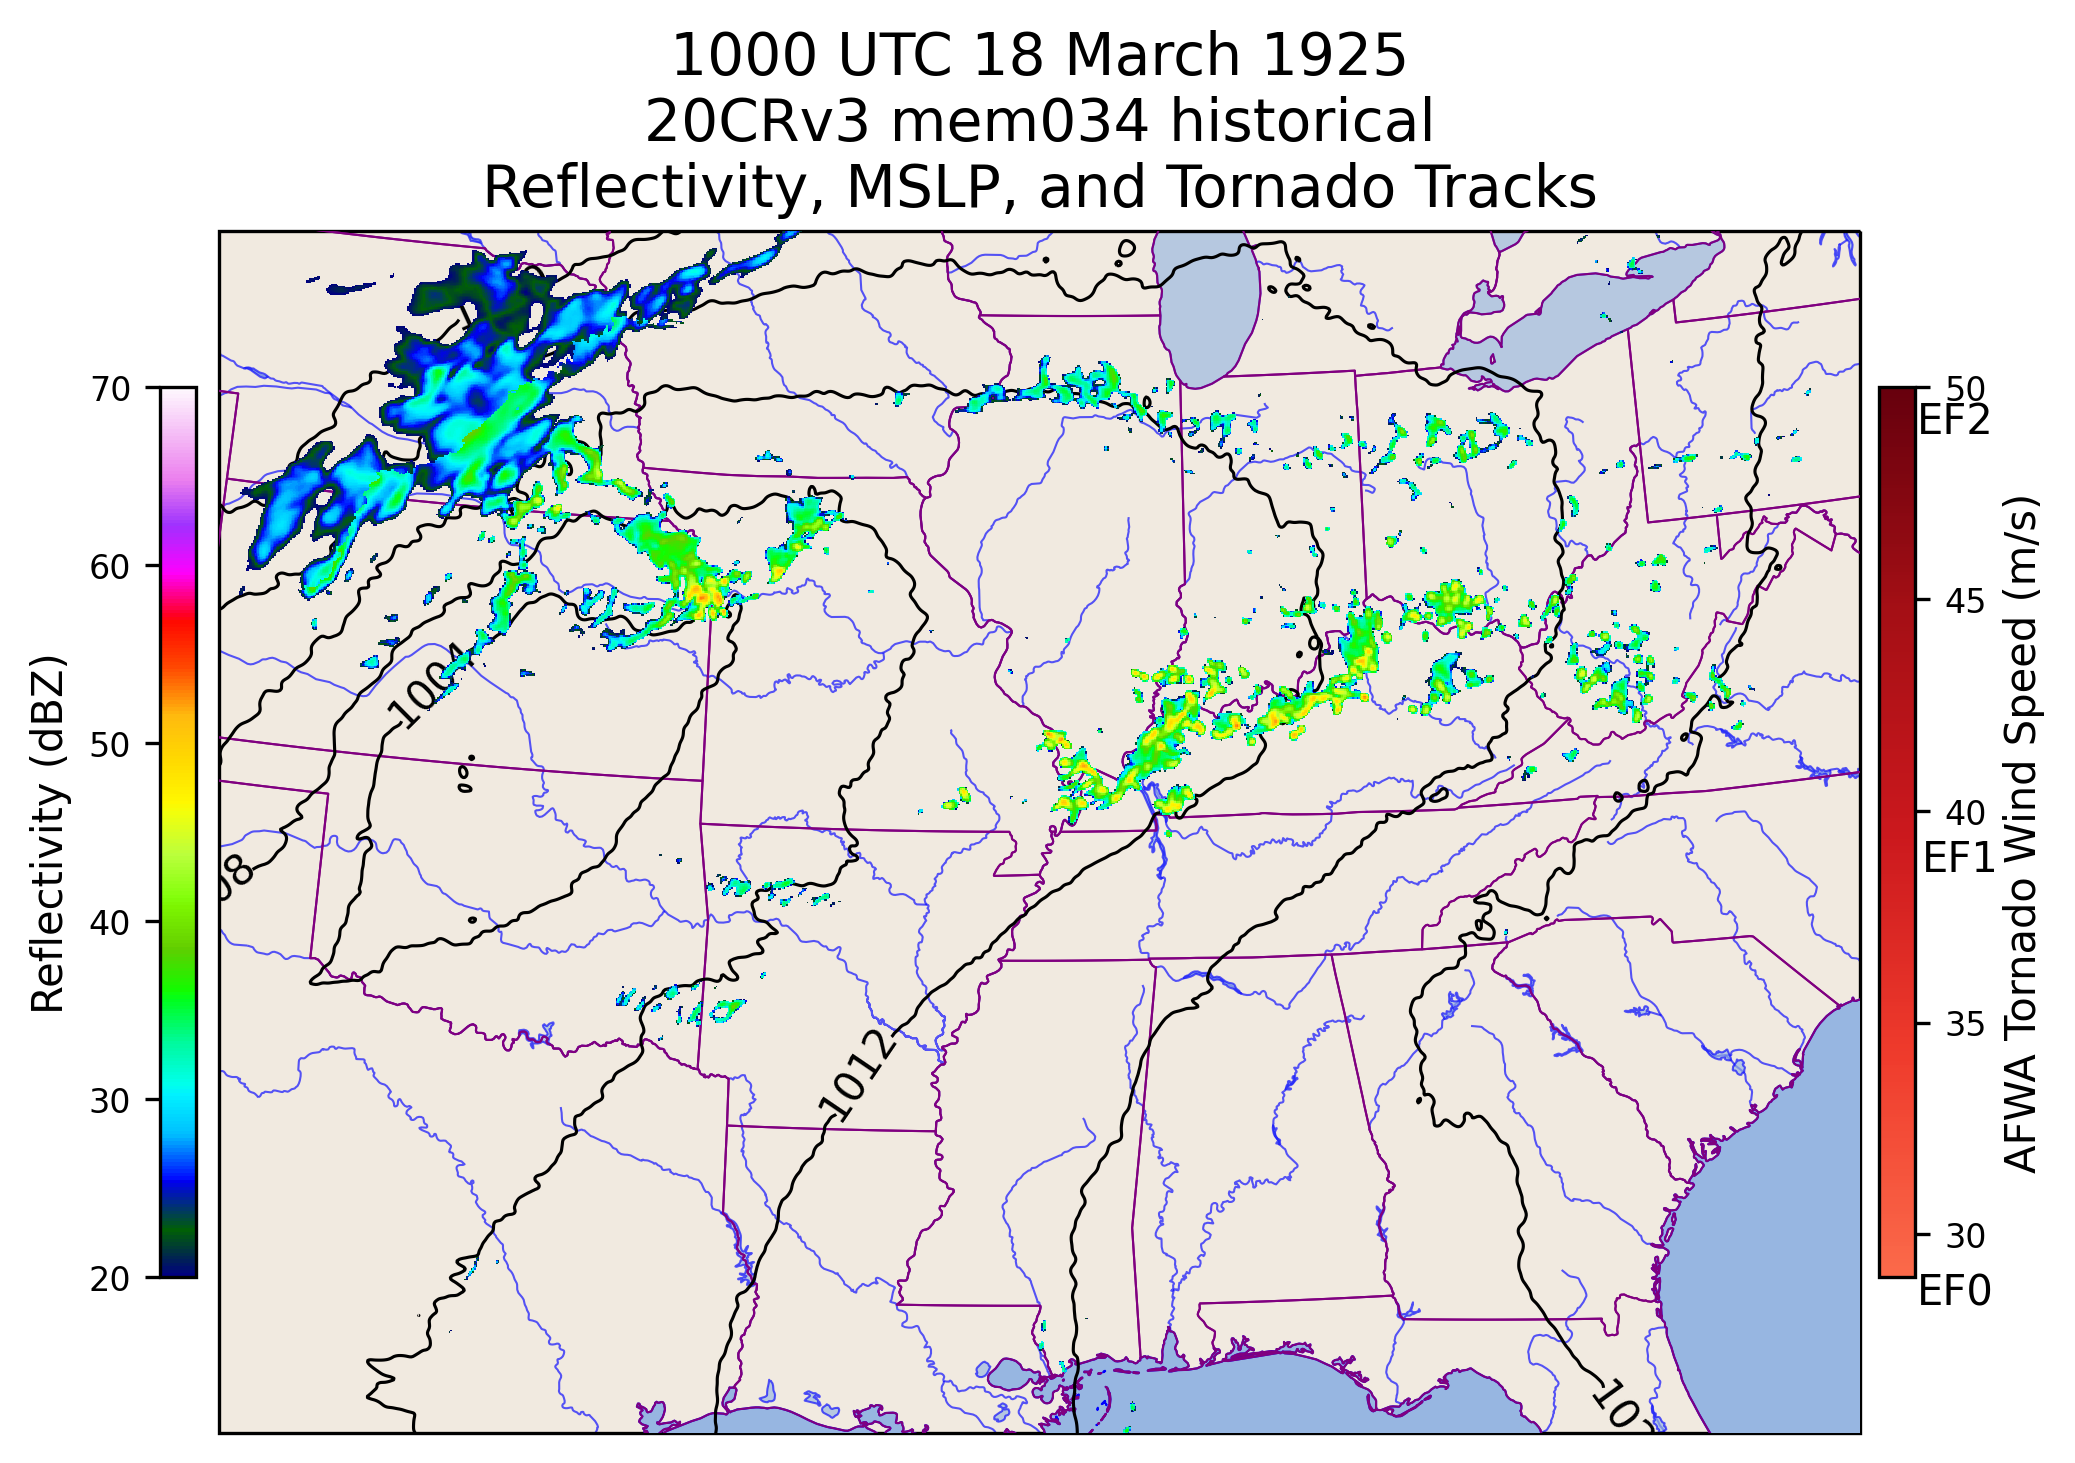 1000 UTC 18 March 1925
20CRv3 mem034 historical
Reflectivity, MSLP, and Tornado Tracks
70
60
50
40
30
20
Reflectivity (dBZ)
1004
08
1012
50
EF2
45
40
EF1
35
30
EF0
AFWA Tornado Wind Speed (m/s)